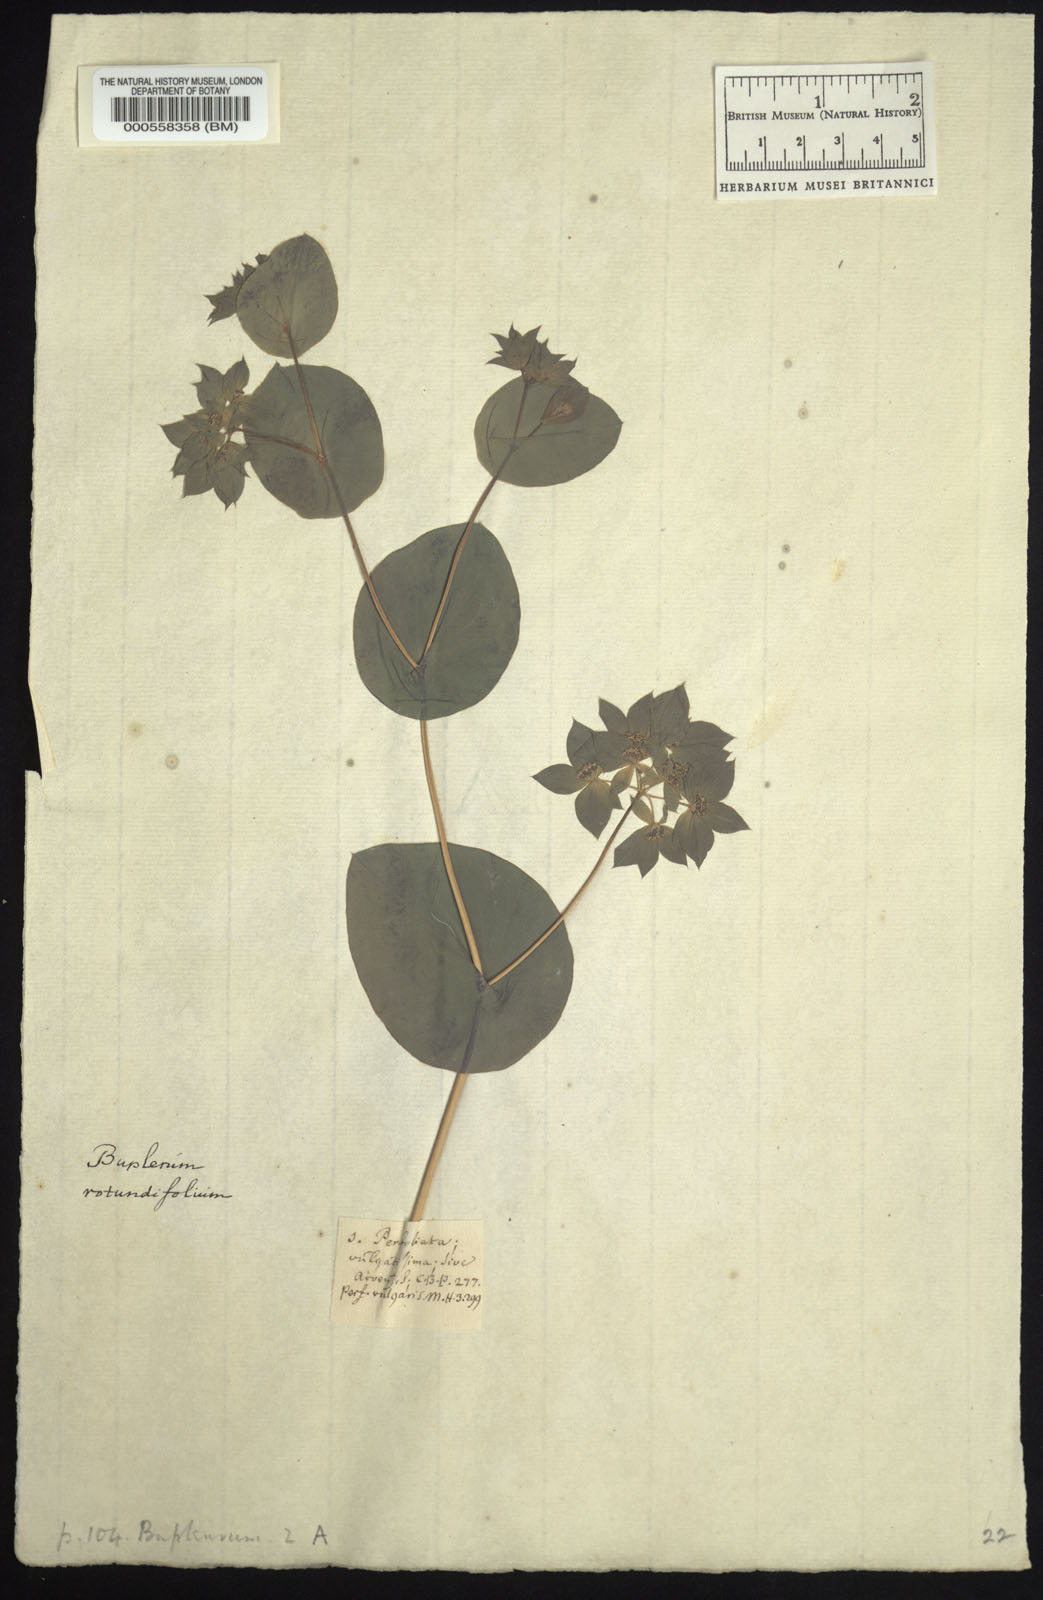 THE NATURAL HISTORY MUSEUM, LONDON
DEPARTMENT OF BOTANY
000558358 (BM)
1 2
BRITISH MUSEUM (NATURAL HISTORY)
1 2 3 4 5
HERBARIUM MUSEI BRITANNICI
Buplerum
rotundifolium
Perfoliata;
vulgatissima; sive
Arvensis; C.B.P. 277.
Perf. vulgaris M.H. 3. 299
p. 104. Bupleurum. 2 A
22